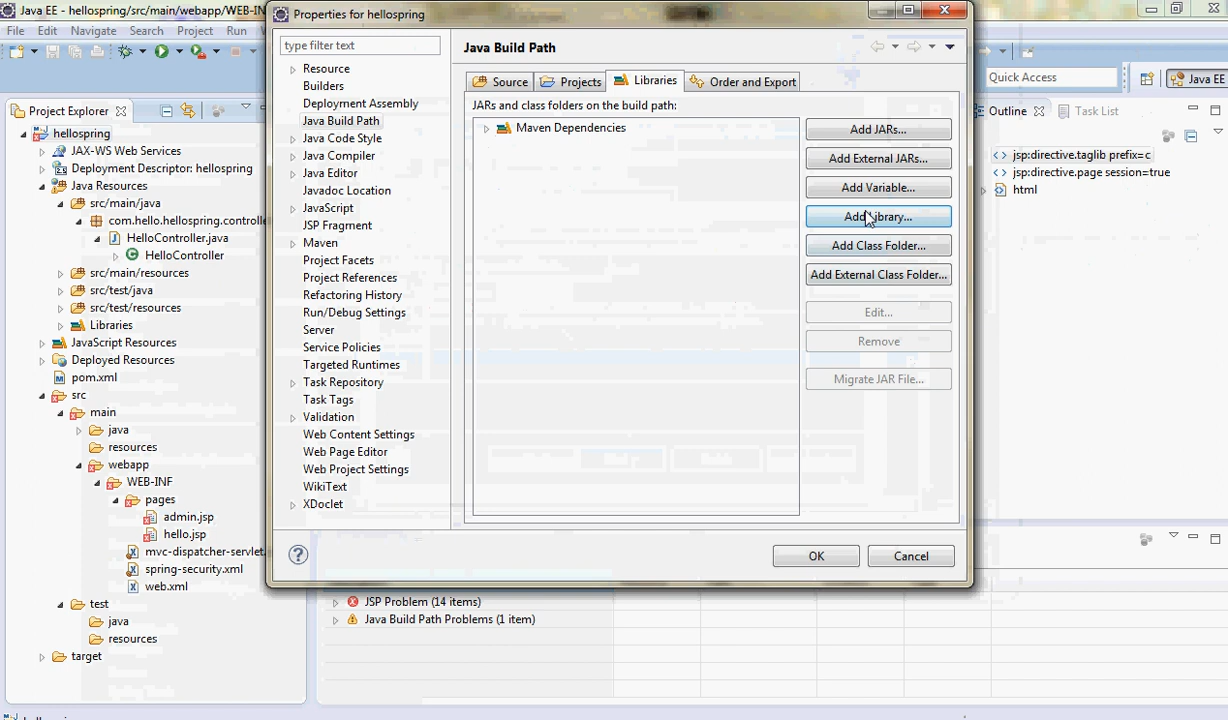 Java EE - hellospring/src/main/webapp/WEB-IN
File Edit Navigate Search Project Run
Quick Access
Java EE
Project Explorer
hellospring
JAX-WS Web Services
Deployment Descriptor: hellospring
Java Resources
src/main/java
com.hello.hellospring.controlle
HelloController.java
HelloController
src/main/resources
src/test/java
src/test/resources
Libraries
JavaScript Resources
Deployed Resources
pom.xml
src
main
java
resources
webapp
WEB-INF
pages
admin.jsp
hello.jsp
mvc-dispatcher-servlet.
spring-security.xml
web.xml
test
java
resources
target
Properties for hellospring
type filter text
Resource
Builders
Deployment Assembly
Java Build Path
Java Code Style
Java Compiler
Java Editor
Javadoc Location
JavaScript
JSP Fragment
Maven
Project Facets
Project References
Refactoring History
Run/Debug Settings
Server
Service Policies
Targeted Runtimes
Task Repository
Task Tags
Validation
Web Content Settings
Web Page Editor
Web Project Settings
WikiText
XDoclet
Java Build Path
Source Projects Libraries Order and Export
JARs and class folders on the build path:
Maven Dependencies
Add JARs...
Add External JARs...
Add Variable...
Add Library...
Add Class Folder...
Add External Class Folder...
Edit...
Remove
Migrate JAR File...
OK Cancel
Outline Task List
jsp:directive.taglib prefix=c
jsp:directive.page session=true
html
JSP Problem (14 items)
Java Build Path Problems (1 item)